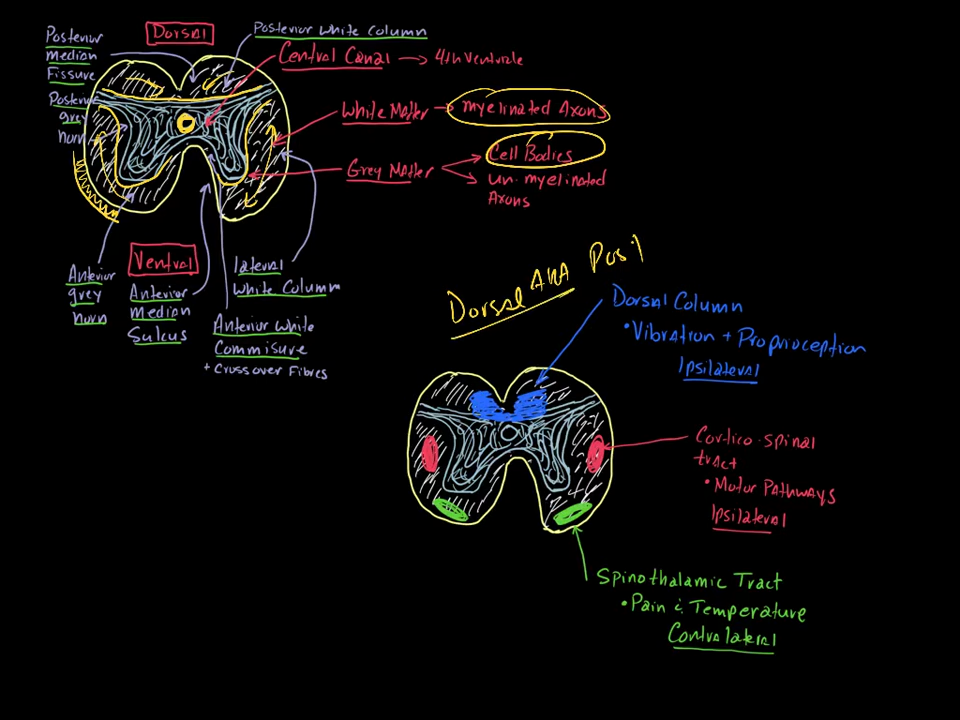 Posterior
median
Fissure
Dorsal
Posterior White Column
Central Canal → 4th Ventricle
Posterior
grey
horn
White Matter → myelinated Axons
Grey Matter
Cell Bodies
un. myelinated
Axons
Anterior
grey
horn
Ventral
Anterior
median
Sulcus
lateral
White Column
Anterior White
Commisure
+ Crossover Fibres
Dorsal AKA Post
Dorsal Column
• Vibration + Proprioception
Ipsilateral
Cortico-spinal
tract
• Motor Pathways
Ipsilateral
Spinothalamic Tract
• Pain & Temperature
Contralateral